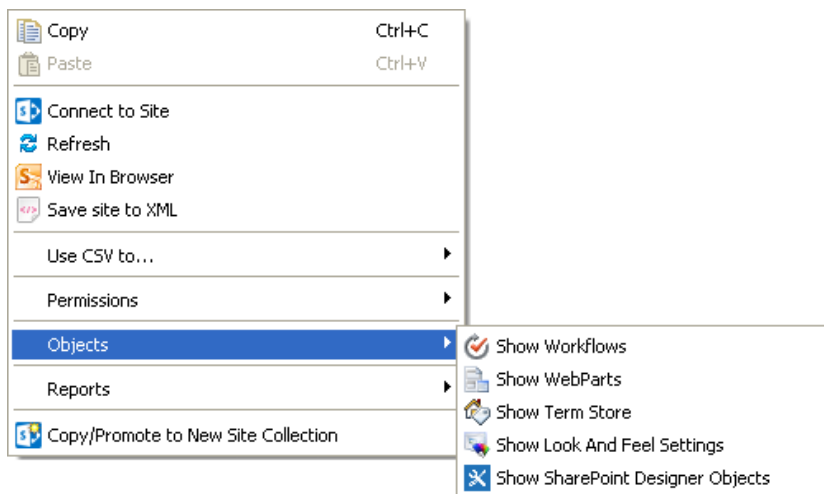 Copy Ctrl+C
Paste Ctrl+V
Connect to Site
Refresh
View In Browser
Save site to XML
Use CSV to...
Permissions
Objects
Show Workflows
Show WebParts
Show Term Store
Show Look And Feel Settings
Show SharePoint Designer Objects
Reports
Copy/Promote to New Site Collection